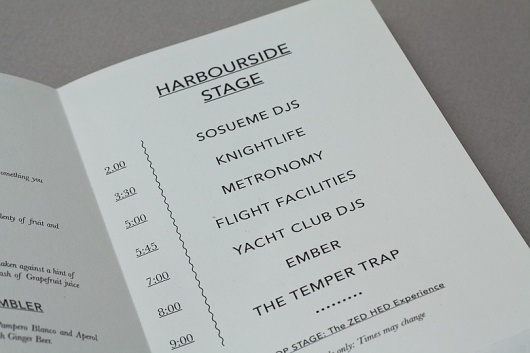 omething you
lenty of fruit and
aken against a hint of
ash of Grapefruit juice
MBLER
Pampero Blanco and Aperol
h Ginger Beer.
HARBOURSIDE
STAGE
2.00 SOSUEME DJS
3:30 KNIGHTLIFE
5:00 METRONOMY
5:45 FLIGHT FACILITIES
7:00 YACHT CLUB DJS
8:00 EMBER
9:00 THE TEMPER TRAP
OP STAGE: The ZED HED Experience
only: Times may change